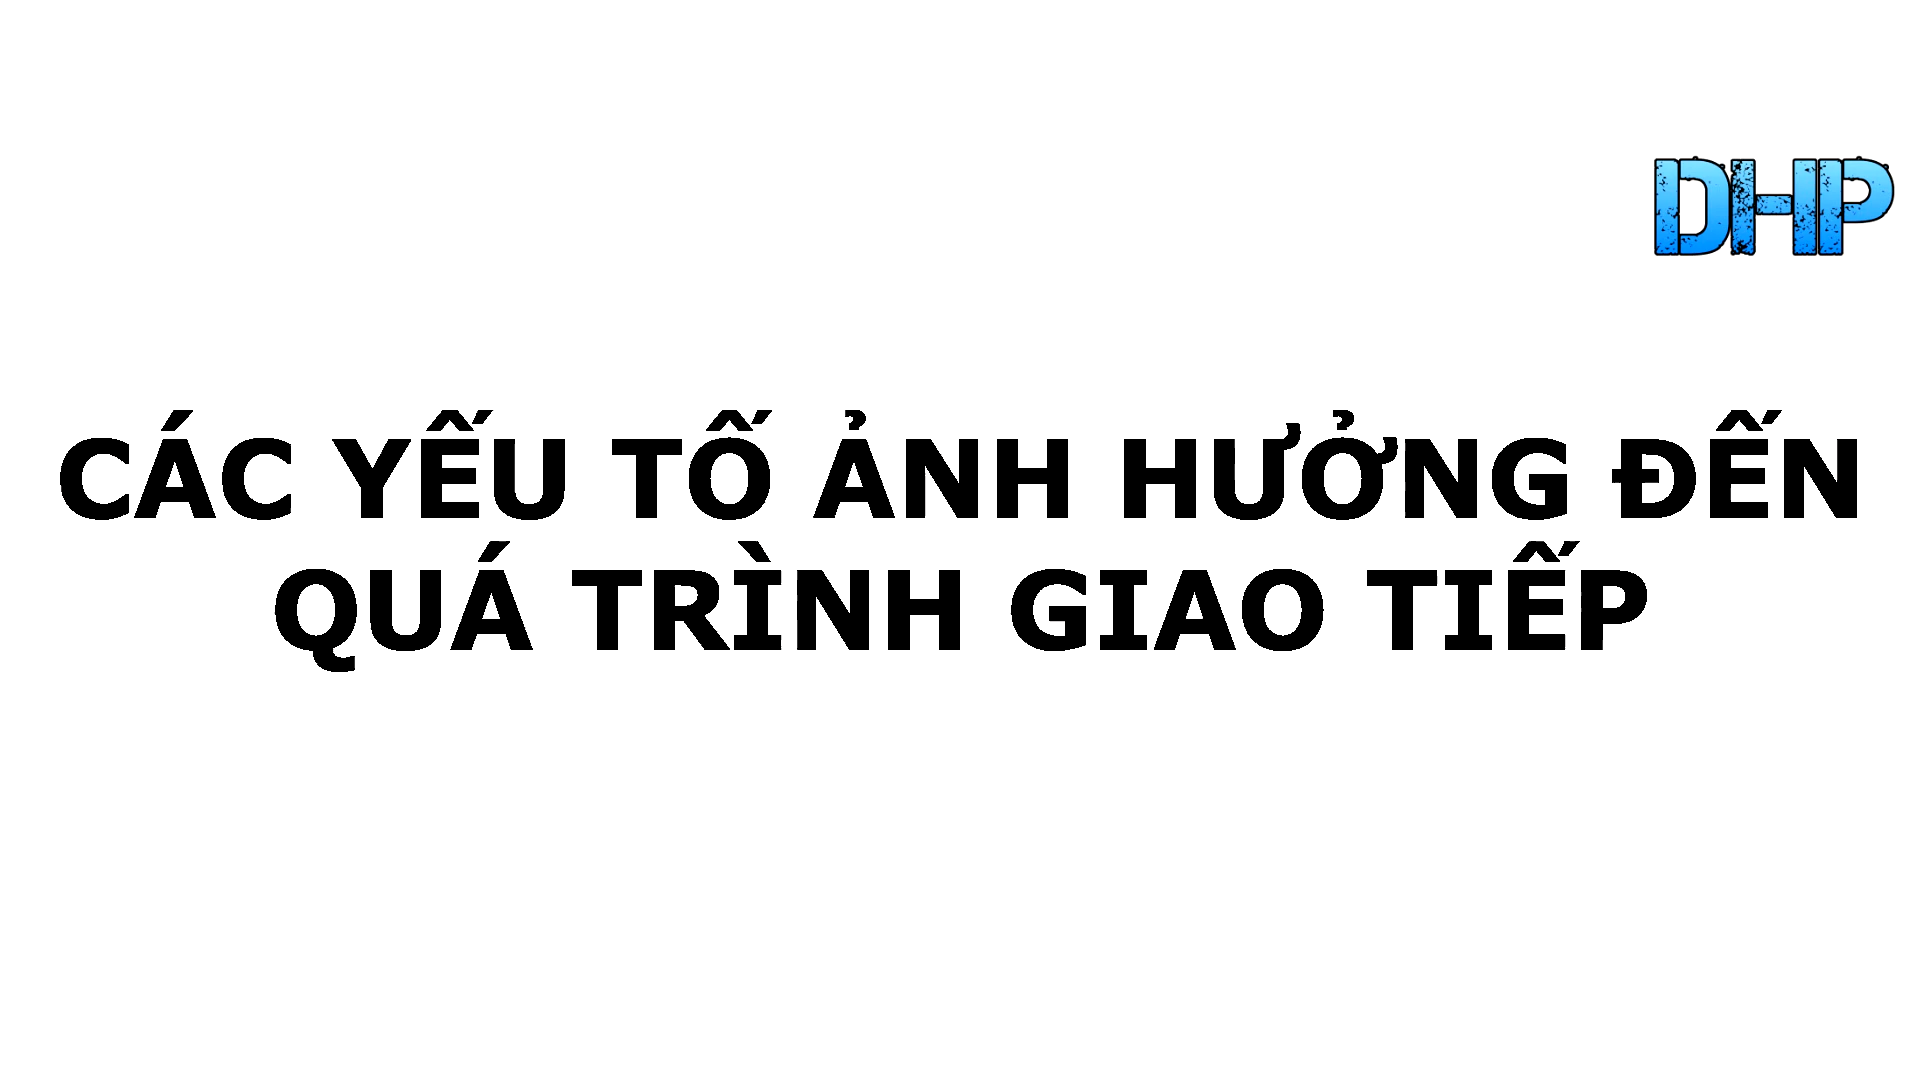 DHP
CÁC YẾU TỐ ẢNH HƯỞNG ĐẾN
QUÁ TRÌNH GIAO TIẾP